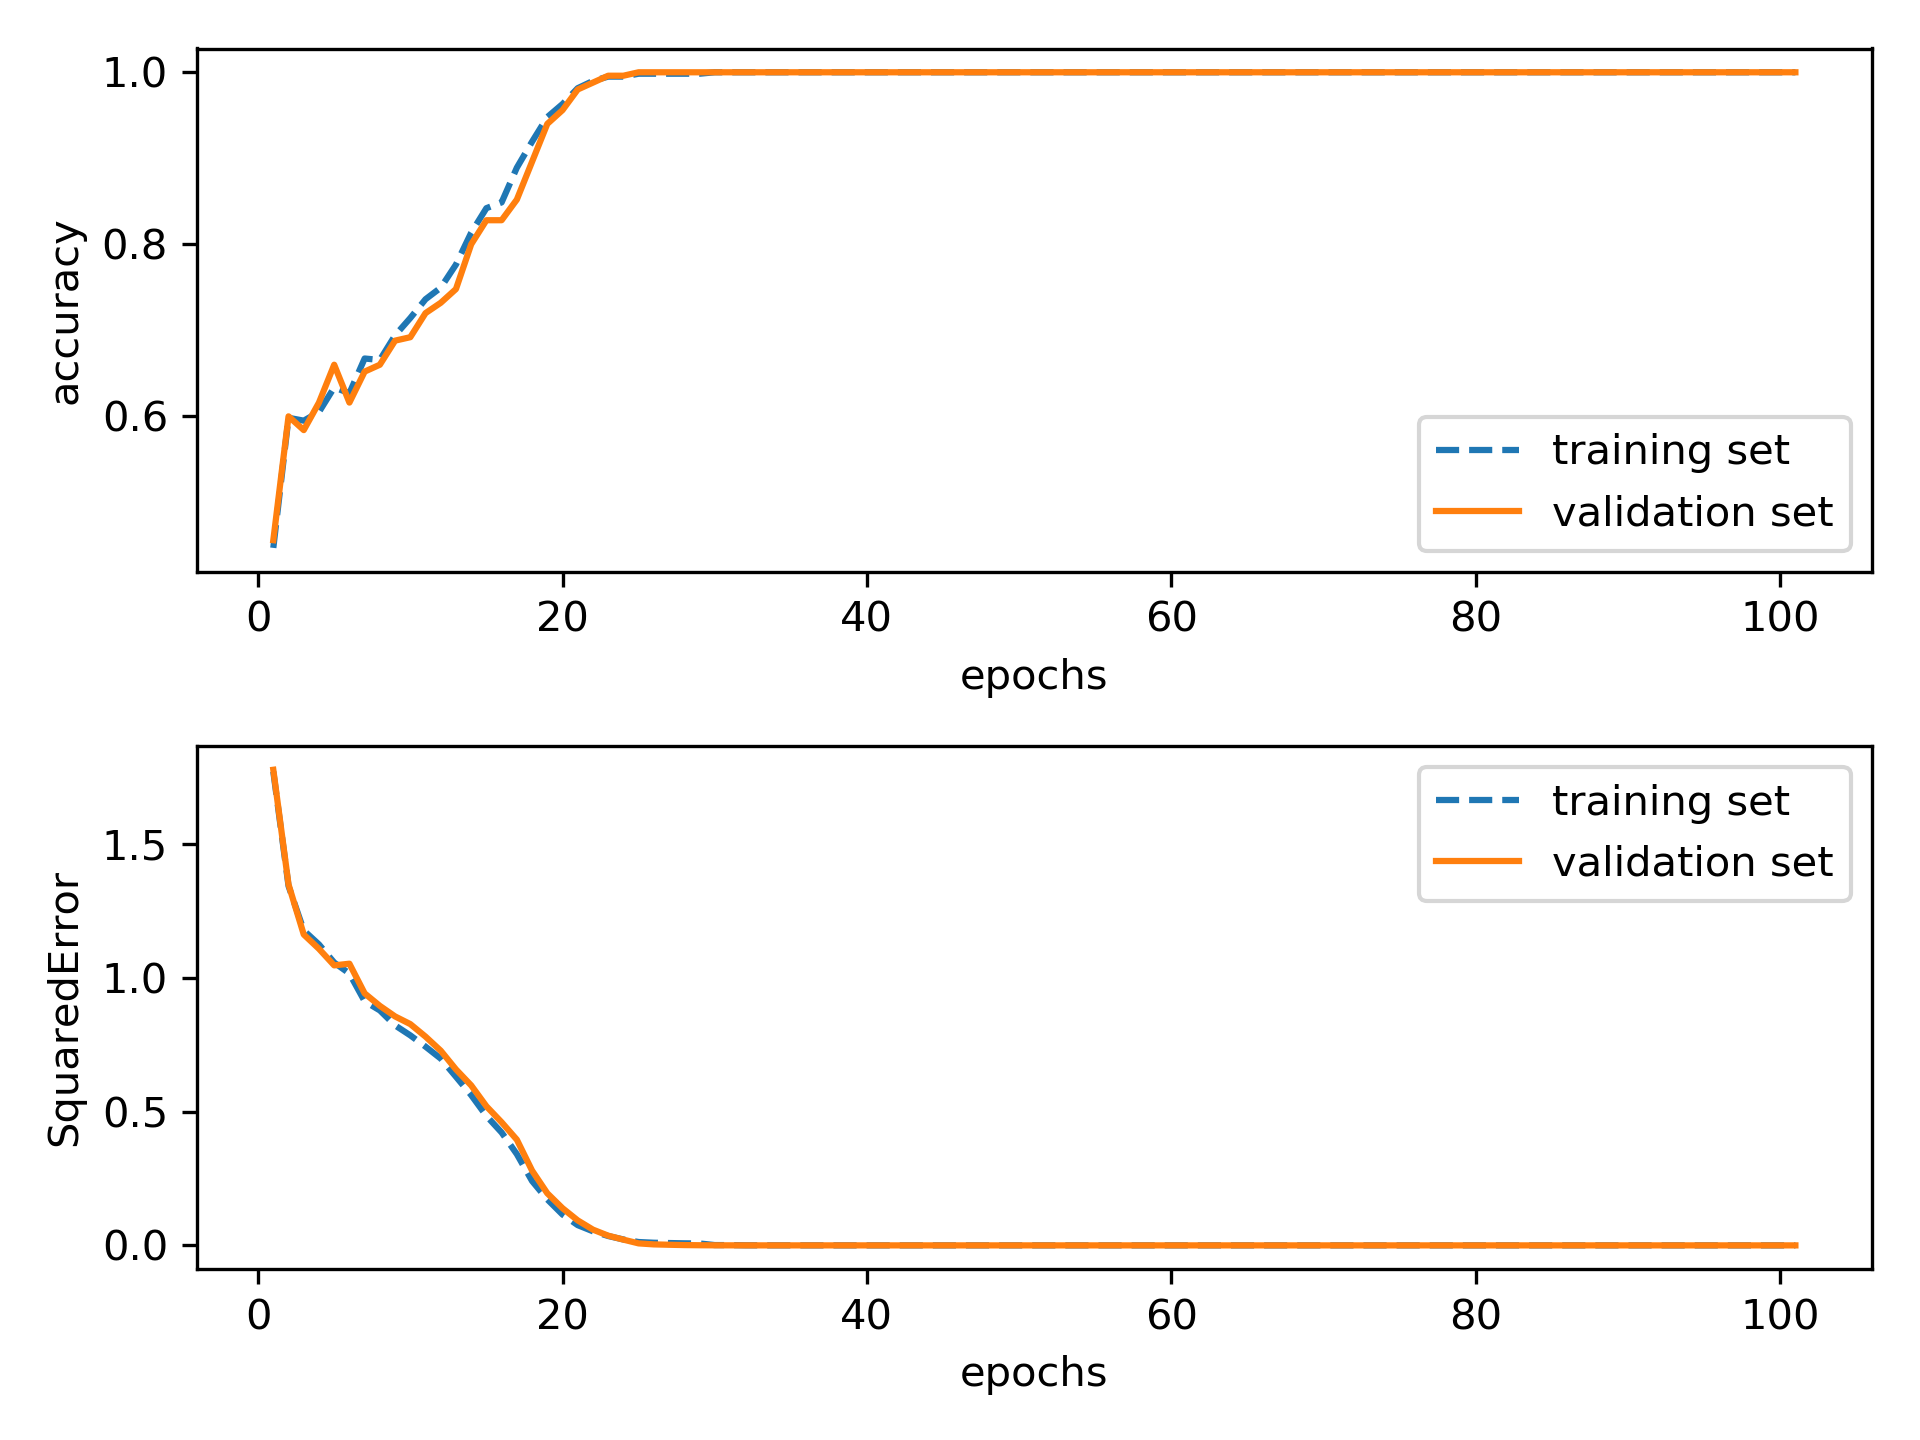 1.0
0.8
0.6
accuracy
training set
validation set
0 20 40 60 80 100
epochs
1.5
1.0
0.5
0.0
SquaredError
training set
validation set
0 20 40 60 80 100
epochs